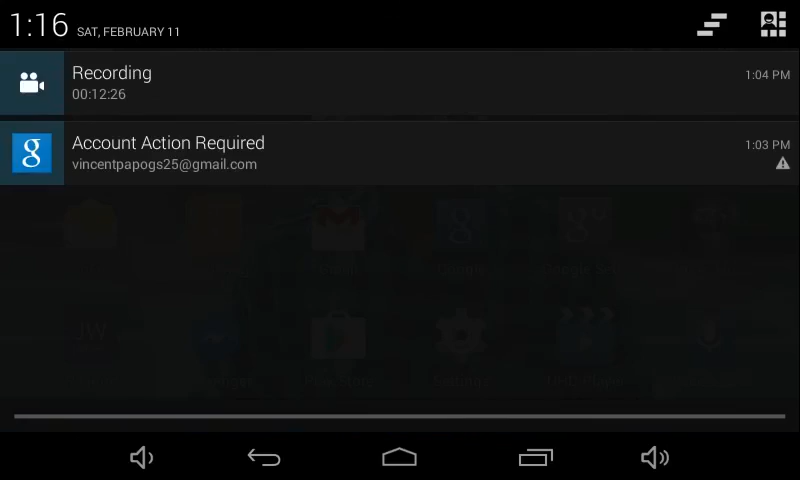 1:16 SAT, FEBRUARY 11
Recording
1:04 PM
00:12:26
Account Action Required
1:03 PM
vincentpapogs25@gmail.com
g
JW